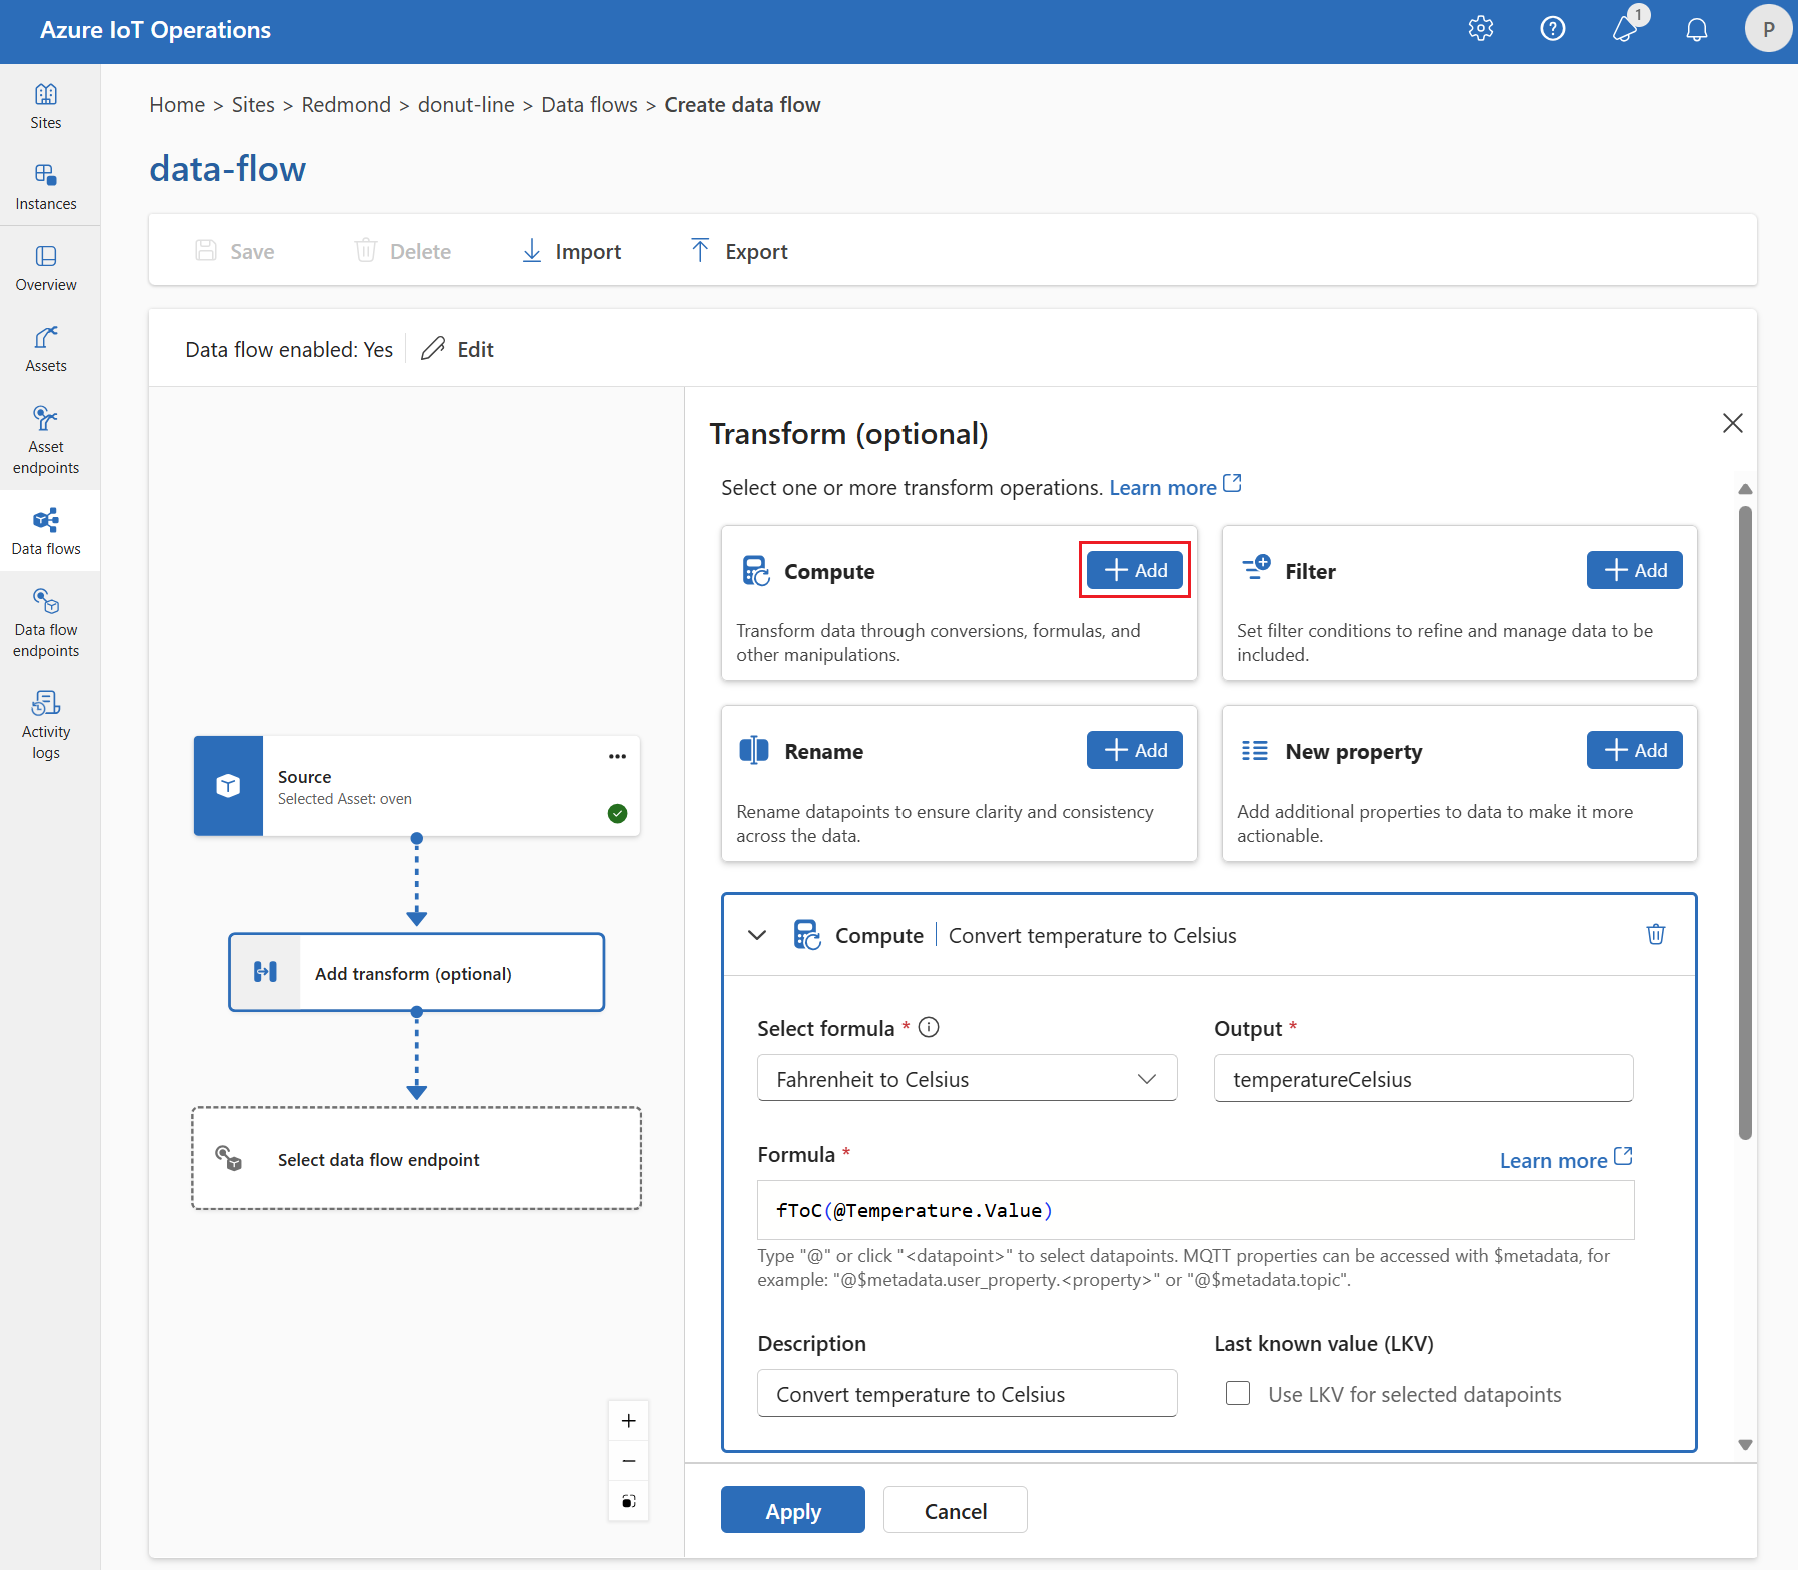 Azure IoT Operations
1
P
Sites
Instances
Overview
Assets
Asset
endpoints
Data flows
Data flow
endpoints
Activity
logs
Home > Sites > Redmond > donut-line > Data flows > Create data flow
data-flow
Save
Delete
Import
Export
Data flow enabled: Yes
Edit
Source
Selected Asset: oven
Add transform (optional)
Select data flow endpoint
Transform (optional)
Select one or more transform operations. Learn more
Compute
Add
Transform data through conversions, formulas, and
other manipulations.
Filter
Add
Set filter conditions to refine and manage data to be
included.
Rename
Add
Rename datapoints to ensure clarity and consistency
across the data.
New property
Add
Add additional properties to data to make it more
actionable.
Compute
Convert temperature to Celsius
Select formula *
Output *
Fahrenheit to Celsius
temperatureCelsius
Formula *
Learn more
fToC(@Temperature.Value)
Type "@" or click "<datapoint>" to select datapoints. MQTT properties can be accessed with $metadata, for
example: "@$metadata.user_property.<property>" or "@$metadata.topic".
Description
Last known value (LKV)
Convert temperature to Celsius
Use LKV for selected datapoints
Apply
Cancel